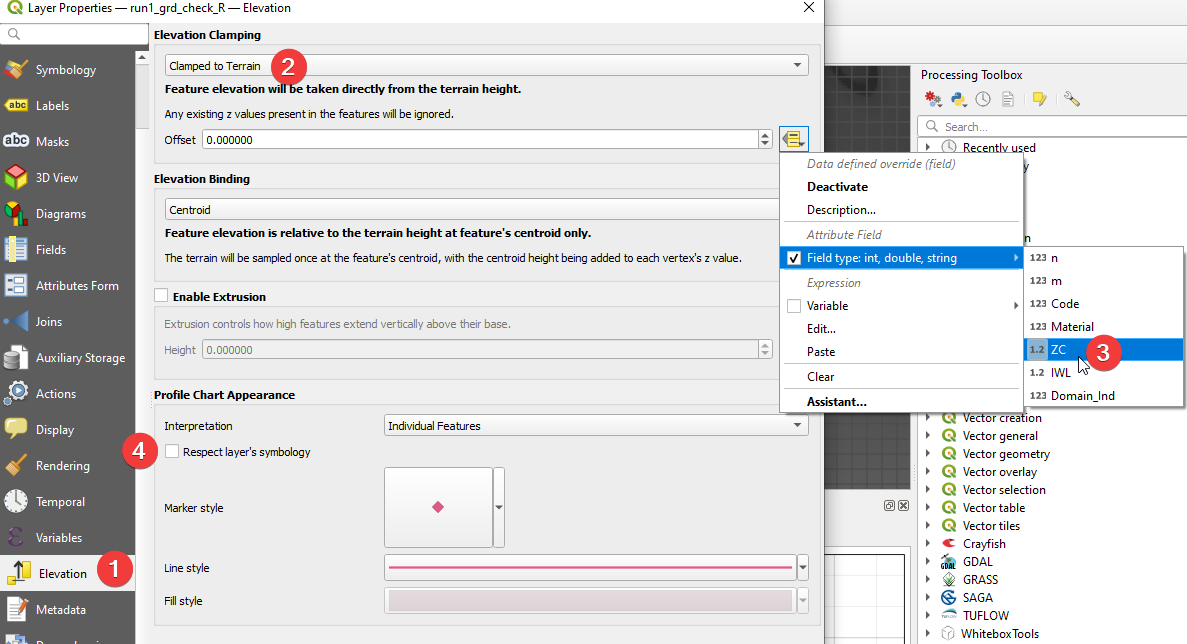 Layer Properties — run1_grd_check_R — Elevation
Symbology
abc Labels
abc Masks
3D View
Diagrams
Fields
Attributes Form
Joins
Auxiliary Storage
Actions
Display
Rendering
Temporal
Variables
Elevation
1
Metadata
Elevation Clamping
Clamped to Terrain
2
Feature elevation will be taken directly from the terrain height.
Any existing z values present in the features will be ignored.
Offset 0.000000
Elevation Binding
Centroid
Feature elevation is relative to the terrain height at feature's centroid only.
The terrain will be sampled once at the feature's centroid, with the centroid height being added to each vertex's z value.
Enable Extrusion
Extrusion controls how high features extend vertically above their base.
Height 0.000000
Profile Chart Appearance
Interpretation Individual Features
4
Respect layer's symbology
Marker style
Line style
Fill style
Data defined override (field)
Deactivate
Description...
Attribute Field
Field type: int, double, string
Expression
Variable
Edit...
Paste
Clear
Assistant...
123 n
123 m
123 Code
123 Material
1.2 ZC
3
1.2 IWL
123 Domain_Ind
Processing Toolbox
Search...
Recently used
Vector creation
Vector general
Vector geometry
Vector overlay
Vector selection
Vector table
Vector tiles
Crayfish
GDAL GDAL
GRASS
SAGA
TUFLOW
WhiteboxTools